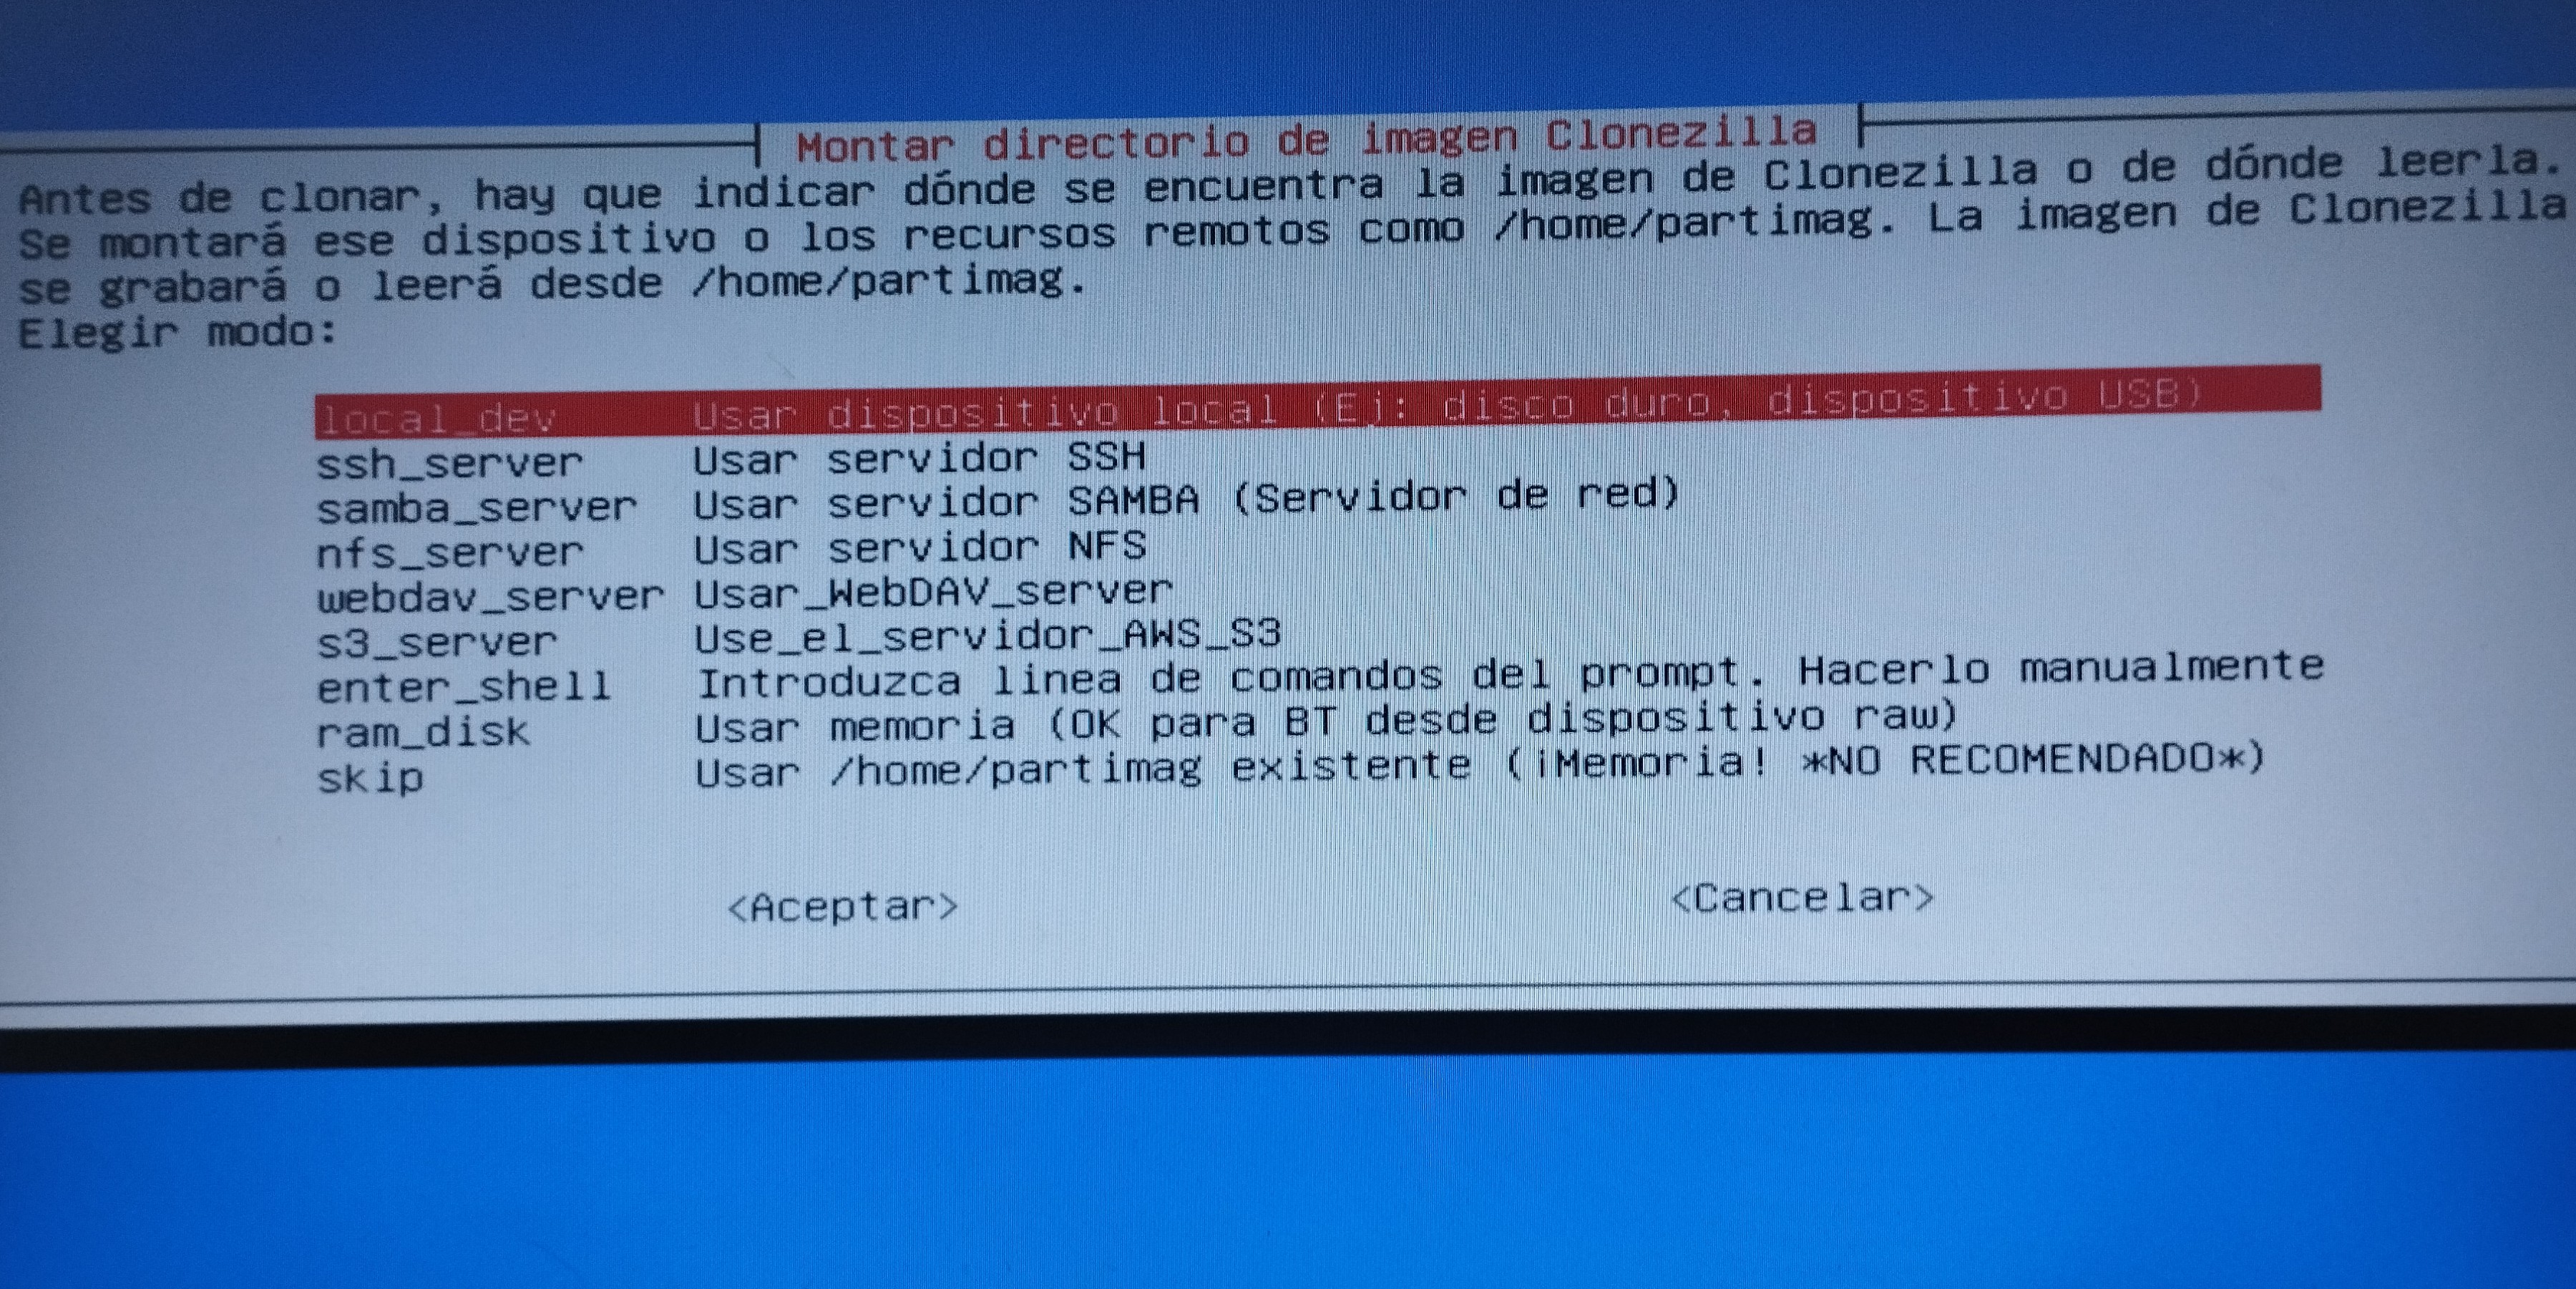 Montar directorio de imagen Clonezilla
Antes de clonar, hay que indicar dónde se encuentra la imagen de Clonezilla o de dónde leerla.
Se montará ese dispositivo o los recursos remotos como /home/partimag. La imagen de Clonezilla
se grabará o leerá desde /home/partimag.
Elegir modo:
local_dev Usar dispositivo local (Ej: disco duro, dispositivo USB)
ssh_server Usar servidor SSH
samba_server Usar servidor SAMBA (Servidor de red)
nfs_server Usar servidor NFS
webdav_server Usar_WebDAV_server
s3_server Use_el_servidor_AWS_S3
enter_shell Introduzca linea de comandos del prompt. Hacerlo manualmente
ram_disk Usar memoria (OK para BT desde dispositivo raw)
skip Usar /home/partimag existente (¡Memoria! *NO RECOMENDADO*)
<Aceptar> <Cancelar>